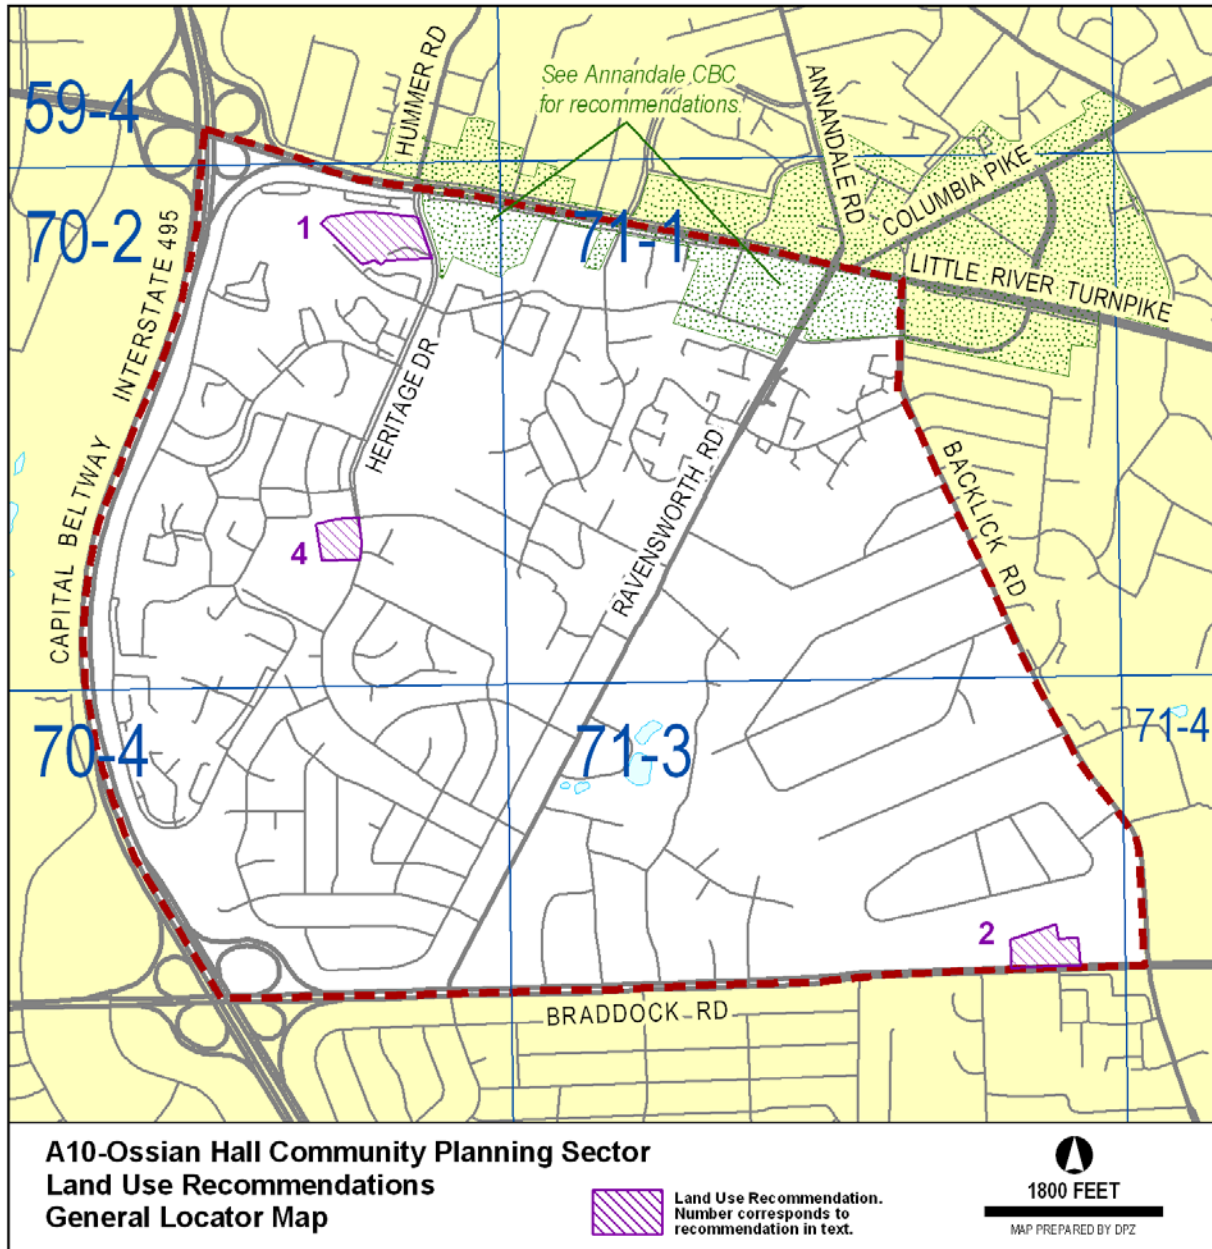 59-4
HUMMER RD
See Annandale CBC
for recommendations.
ANNANDALE RD
COLUMBIA PIKE
70-2
1
71-1
LITTLE RIVER TURNPIKE
INTERSTATE 495
HERITAGE DR
CAPITAL BELTWAY
4
RAVENSWORTH RD
BACKLICK RD
70-4
71-3
71-4
2
BRADDOCK RD
A10-Ossian Hall Community Planning Sector
Land Use Recommendations
General Locator Map
Land Use Recommendation.
Number corresponds to
recommendation in text.
1800 FEET
MAP PREPARED BY DPZ